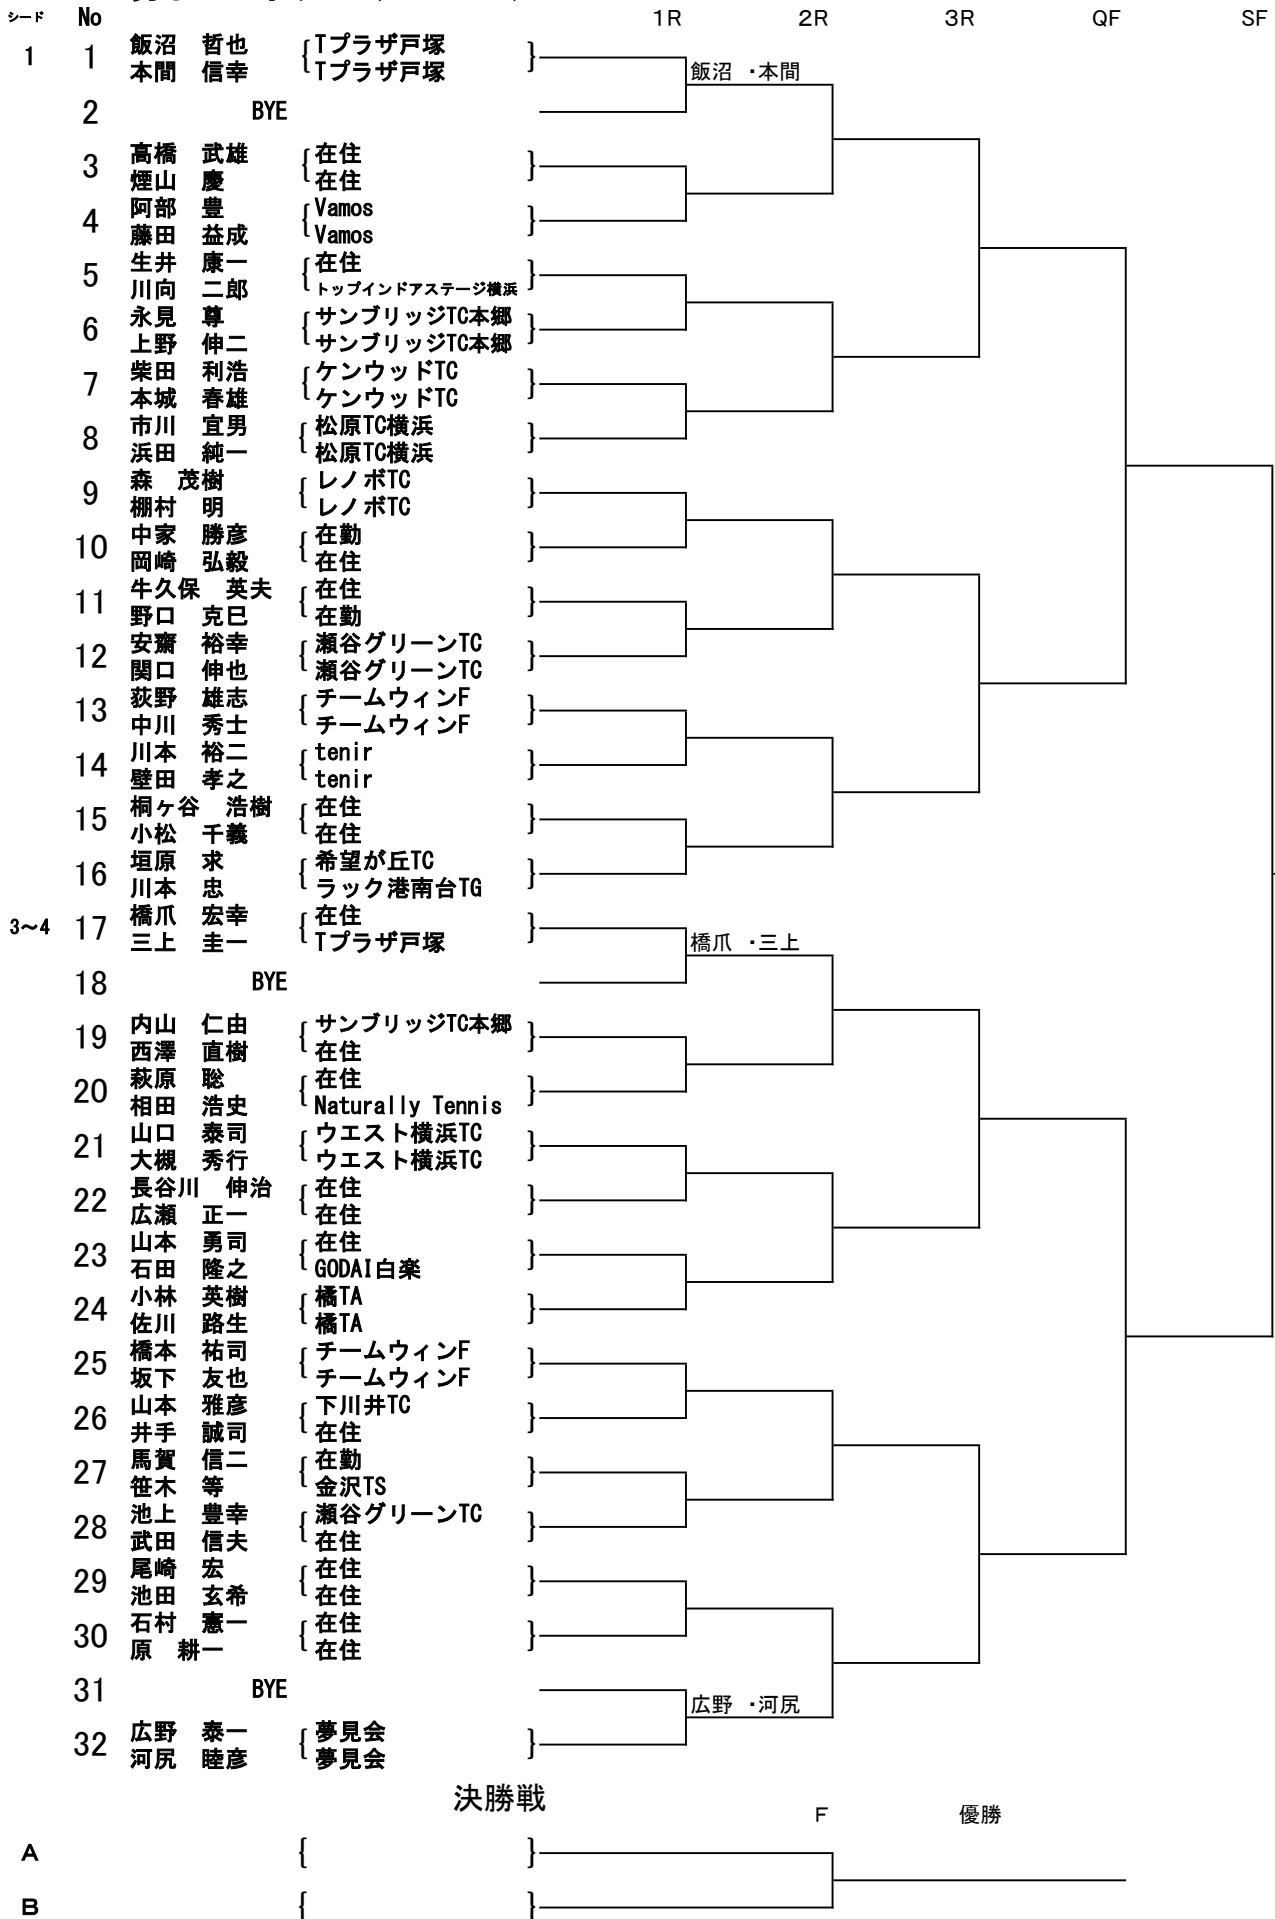 シード No 1R 2R 3R QF SF
1 1 飯沼 哲也 Tプラザ戸塚
本間 信幸 Tプラザ戸塚
飯沼 ・本間
2 BYE
3 高橋 武雄 在住
煙山 慶 在住
4 阿部 豊 Vamos
藤田 益成 Vamos
5 生井 康一 在住
川向 二郎 トップインドアステージ横浜
6 永見 尊 サンブリッジTC本郷
上野 伸二 サンブリッジTC本郷
7 柴田 利浩 ケンウッドTC
本城 春雄 ケンウッドTC
8 市川 宜男 松原TC横浜
浜田 純一 松原TC横浜
9 森 茂樹 レノボTC
棚村 明 レノボTC
10 中家 勝彦 在勤
岡崎 弘毅 在住
11 牛久保 英夫 在住
野口 克巳 在勤
12 安齋 裕幸 瀬谷グリーンTC
関口 伸也 瀬谷グリーンTC
13 荻野 雄志 チームウィンF
中川 秀士 チームウィンF
14 川本 裕二 tenir
壁田 孝之 tenir
15 桐ヶ谷 浩樹 在住
小松 千義 在住
16 垣原 求 希望が丘TC
川本 忠 ラック港南台TG
3～4 17 橋爪 宏幸 在住
三上 圭一 Tプラザ戸塚
橋爪 ・三上
18 BYE
19 内山 仁由 サンブリッジTC本郷
西澤 直樹 在住
20 萩原 聡 在住
相田 浩史 Naturally Tennis
21 山口 泰司 ウエスト横浜TC
大槻 秀行 ウエスト横浜TC
22 長谷川 伸治 在住
広瀬 正一 在住
23 山本 勇司 在住
石田 隆之 GODAI白楽
24 小林 英樹 橘TA
佐川 路生 橘TA
25 橋本 祐司 チームウィンF
坂下 友也 チームウィンF
26 山本 雅彦 下川井TC
井手 誠司 在住
27 馬賀 信二 在勤
笹木 等 金沢TS
28 池上 豊幸 瀬谷グリーンTC
武田 信夫 在住
29 尾崎 宏 在住
池田 玄希 在住
30 石村 憲一 在住
原 耕一 在住
31 BYE
広野 ・河尻
32 広野 泰一 夢見会
河尻 睦彦 夢見会
決勝戦
F 優勝
A
B